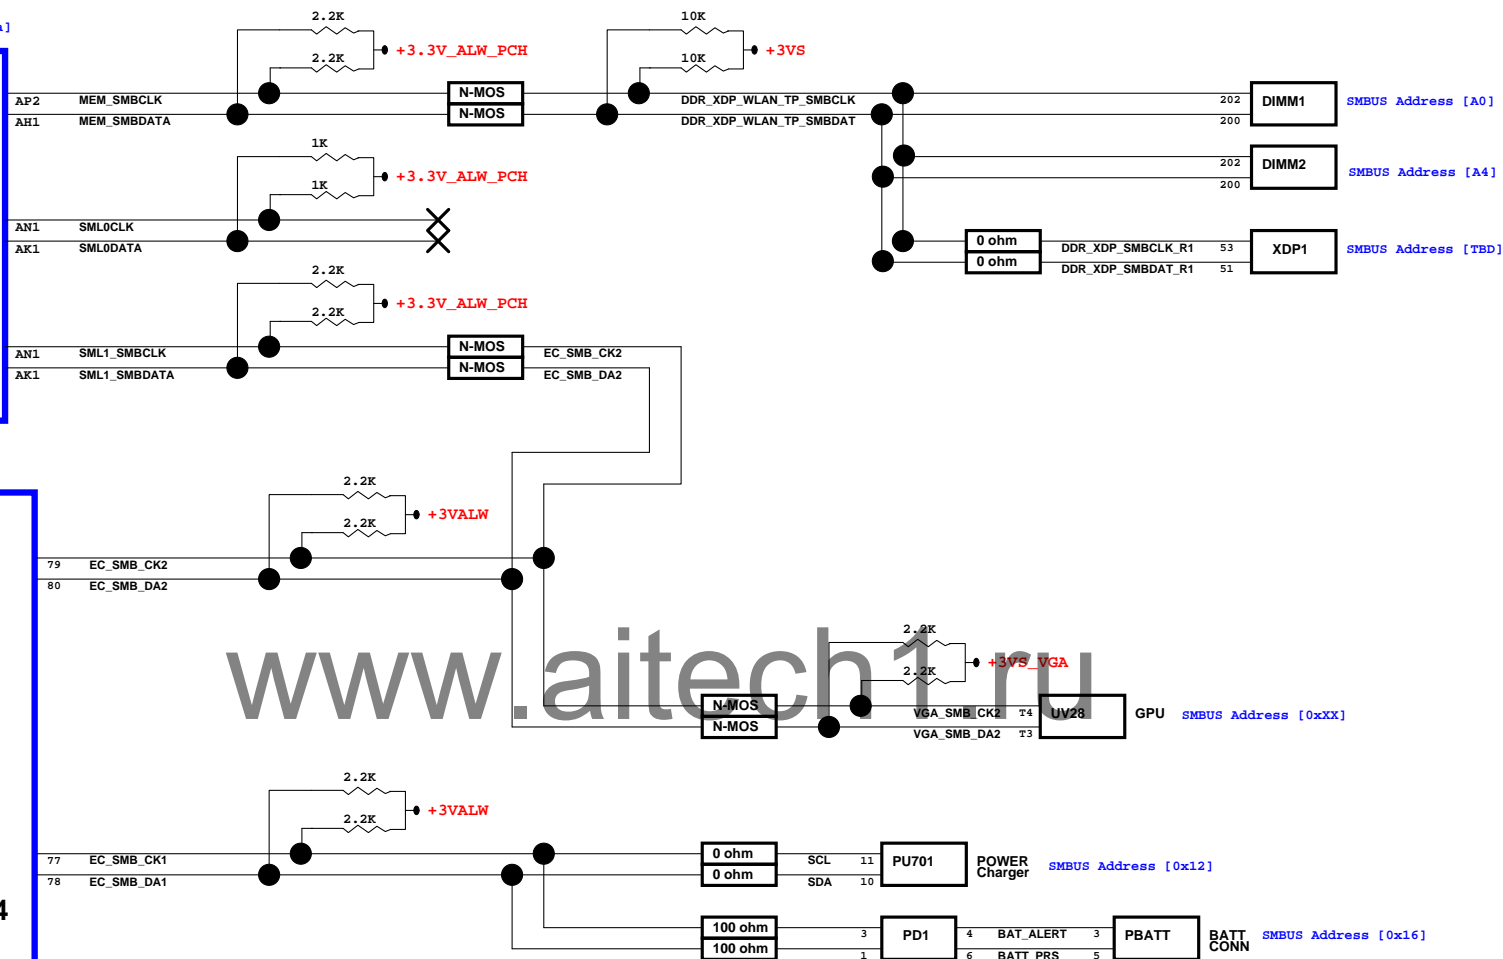 2.2K
10K
]
+3.3V_ALW_PCH
+3VS
2.2K
10K
AP2 MEM_SMBCLK
N-MOS
DDR_XDP_WLAN_TP_SMBCLK
202 DIMM1 SMBUS Address [A0]
AH1 MEM_SMBDATA
N-MOS
DDR_XDP_WLAN_TP_SMBDAT
200
1K
+3.3V_ALW_PCH
1K
202 DIMM2 SMBUS Address [A4]
200
AN1 SML0CLK
AK1 SML0DATA
0 ohm DDR_XDP_SMBCLK_R1 53 XDP1 SMBUS Address [TBD]
0 ohm DDR_XDP_SMBDAT_R1 51
2.2K
+3.3V_ALW_PCH
2.2K
AN1 SML1_SMBCLK N-MOS EC_SMB_CK2
AK1 SML1_SMBDATA N-MOS EC_SMB_DA2
2.2K
+3VALW
2.2K
79 EC_SMB_CK2
80 EC_SMB_DA2
www.aitech1.ru
2.2K
+3VS_VGA
2.2K
N-MOS VGA_SMB_CK2 T4 UV28 GPU SMBUS Address [0xXX]
N-MOS VGA_SMB_DA2 T3
2.2K
+3VALW
2.2K
77 EC_SMB_CK1
0 ohm SCL 11 PU701 POWER Charger SMBUS Address [0x12]
78 EC_SMB_DA1
0 ohm SDA 10
4
100 ohm 3 PD1 4 BAT_ALERT 3 PBATT BATT CONN SMBUS Address [0x16]
100 ohm 1 6 BATT_PRS 5